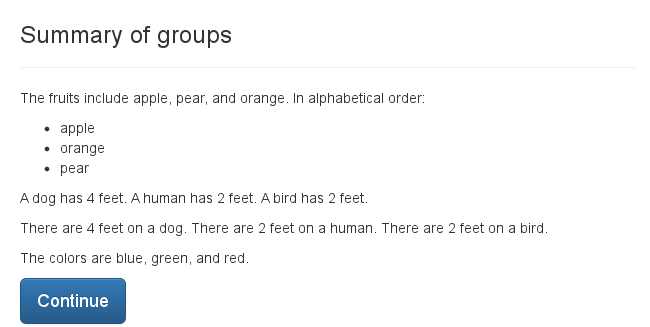 Summary of groups
The fruits include apple, pear, and orange. In alphabetical order:
• apple
• orange
• pear
A dog has 4 feet. A human has 2 feet. A bird has 2 feet.
There are 4 feet on a dog. There are 2 feet on a human. There are 2 feet on a bird.
The colors are blue, green, and red.
Continue